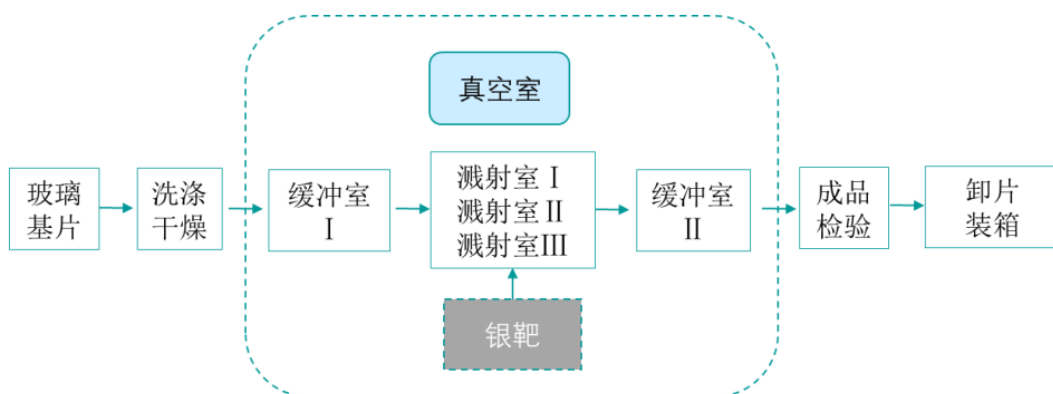 真空室
玻璃
基片
洗涤
干燥
缓冲室
I
溅射室 I
溅射室 II
溅射室III
缓冲室
II
成品
检验
卸片
装箱
银靶